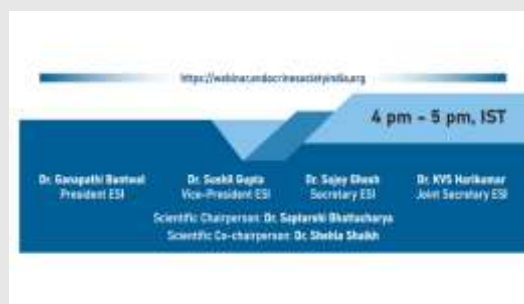 https://webinar.endocrinesocietyindia.org
4 pm – 5 pm, IST
Dr. Ganapathi Bantwal Dr. Sushil Gupta Dr. Sujoy Ghosh Dr. KVS Harikumar
President ESI Vice-President ESI Secretary ESI Joint Secretary ESI
Scientific Chairperson: Dr. Saptarshi Bhattacharya
Scientific Co-chairperson: Dr. Shehla Shaikh